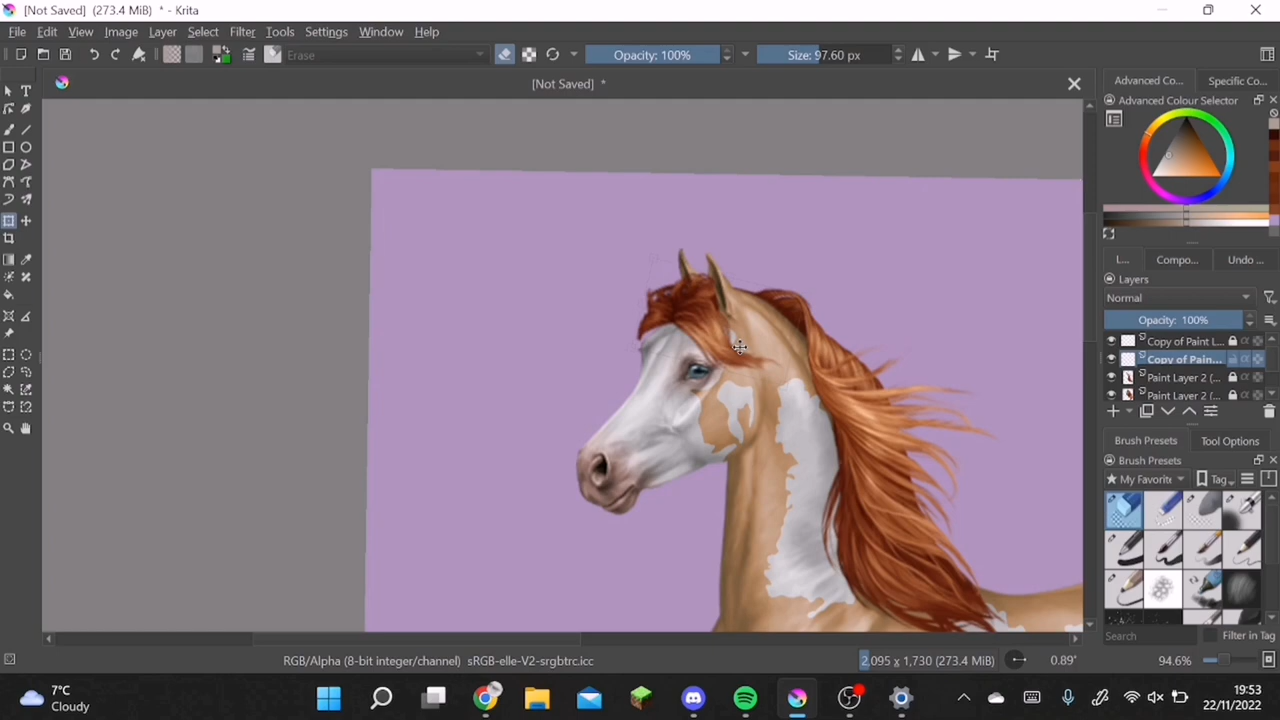 [Not Saved] (273.4 MiB) * - Krita
File Edit View Image Layer Filter Select Tools Settings Window Help
Erase Opacity: 100% Size: 97.60 px
[Not Saved] *
Advanced Co... Specific Co...
Advanced Colour Selector
L... Compo... Undo ...
Layers
Normal
Opacity: 100%
Copy of Paint L...
Copy of Pain...
Paint Layer 2 (...
Paint Layer 2 (...
Brush Presets Tool Options
Brush Presets
★ My Favorite Tag
Search Filter in Tag
RGB/Alpha (8-bit integer/channel) sRGB-elle-V2-srgbtrc.icc 2,095 x 1,730 (273.4 MiB) 0.89° 94.6%
7°C
Cloudy
19:53
22/11/2022